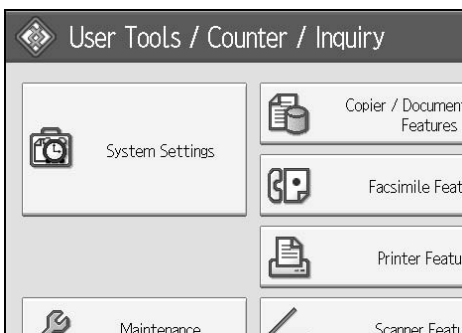 User Tools / Counter / Inquiry
System Settings
Copier / Document
Features
Facsimile Feat
Printer Featu
Maintenance
Scanner Featu